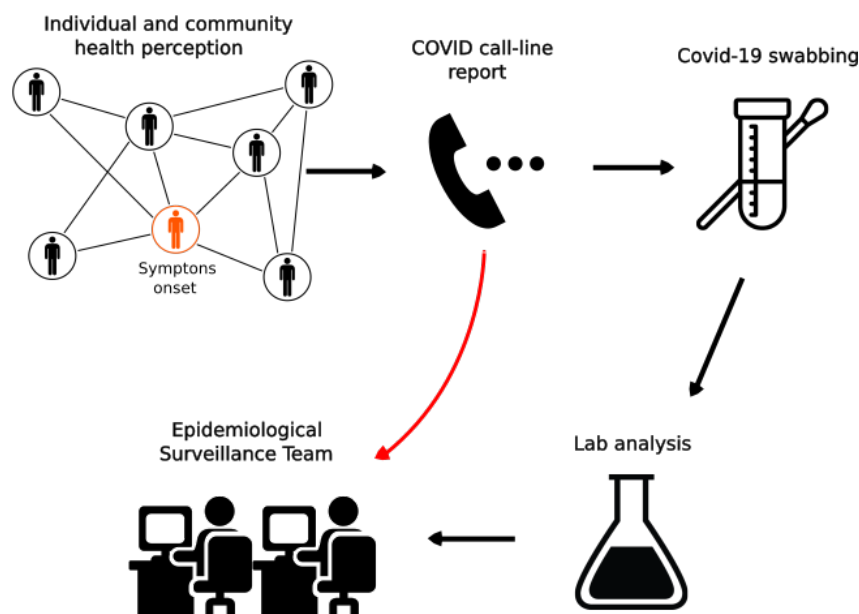 Individual and community
health perception
COVID call-line
report
Covid-19 swabbing
Symptons
onset
Epidemiological
Surveillance Team
Lab analysis